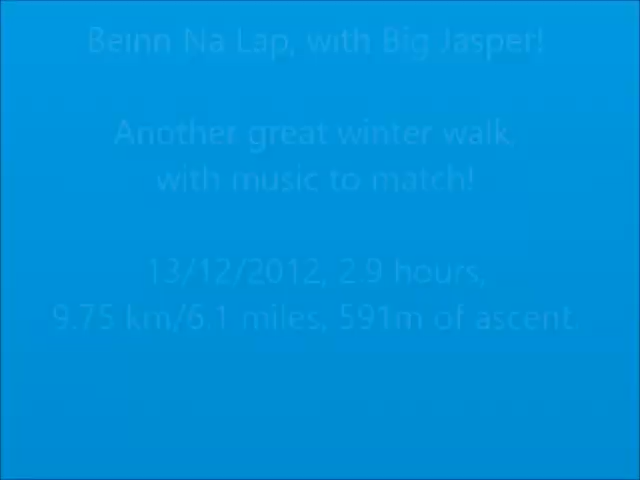 Beinn Na Lap, with Big Jasper!
Another great winter walk,
with music to match!
13/12/2012, 2.9 hours,
9.75 km/6.1 miles, 591m of ascent.